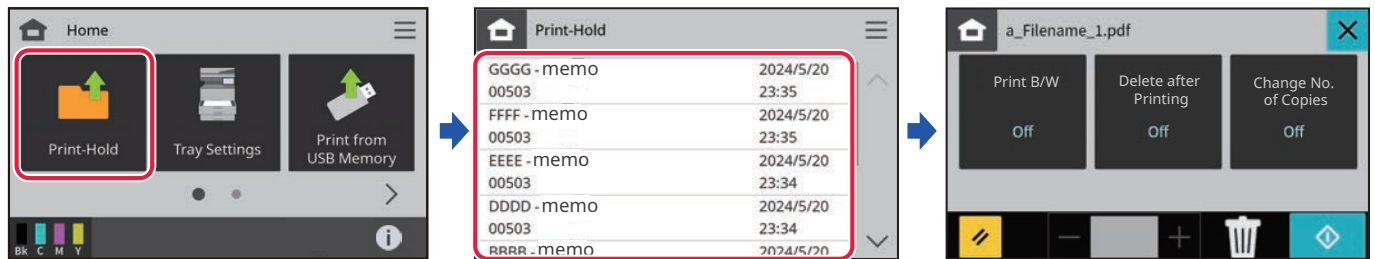 Home
Print-Hold
Tray Settings
Print from
USB Memory
Bk C M Y
Print-Hold
GGGG - memo 2024/5/20
00503 23:35
FFFF - memo 2024/5/20
00503 23:35
EEEE - memo 2024/5/20
00503 23:34
DDDD - memo 2024/5/20
00503 23:34
BBBB - memo 2024/5/20
a_Filename_1.pdf
Print B/W
Off
Delete after
Printing
Off
Change No.
of Copies
Off